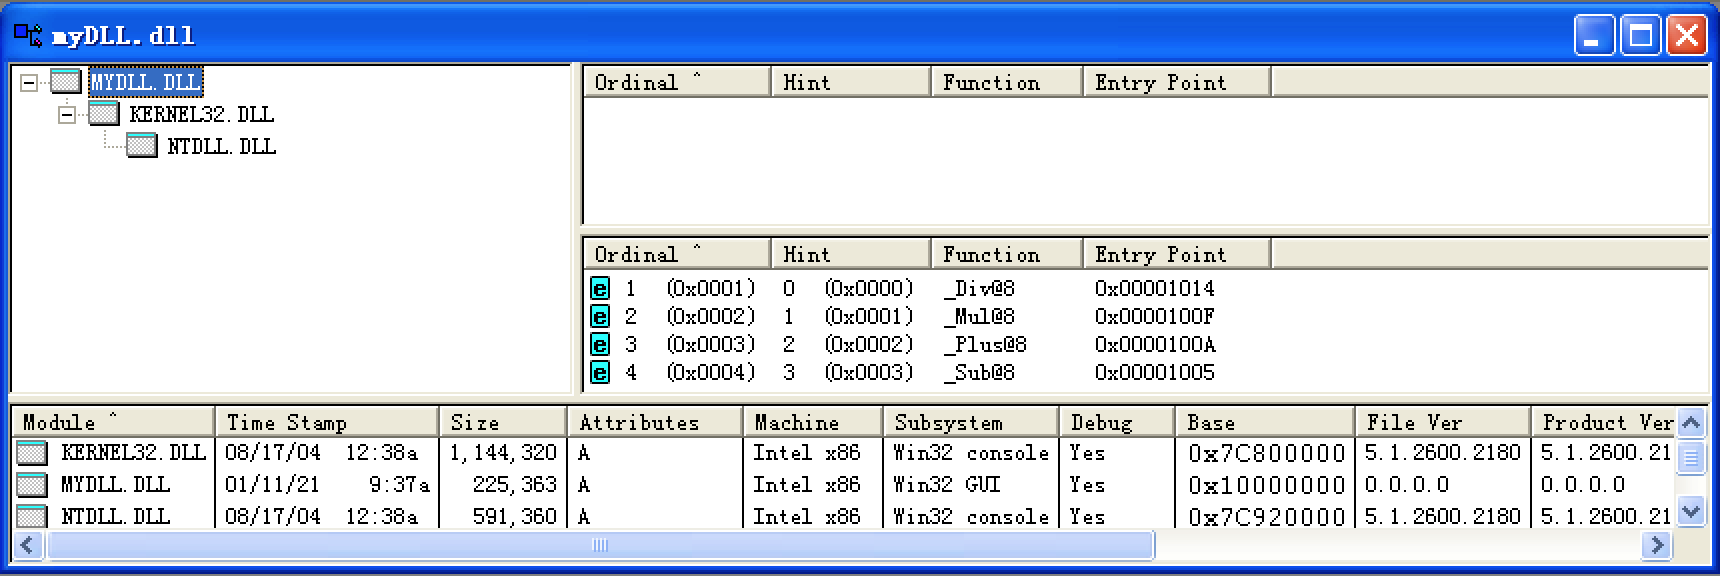 myDLL.dll
MYDLL.DLL
KERNEL32.DLL
NTDLL.DLL
Ordinal ^ Hint Function Entry Point
Ordinal ^ Hint Function Entry Point
e 1 (0x0001) 0 (0x0000) _Div@8 0x00001014
e 2 (0x0002) 1 (0x0001) _Mul@8 0x0000100F
e 3 (0x0003) 2 (0x0002) _Plus@8 0x0000100A
e 4 (0x0004) 3 (0x0003) _Sub@8 0x00001005
Module ^ Time Stamp Size Attributes Machine Subsystem Debug Base File Ver Product Ver
KERNEL32.DLL 08/17/04 12:38a 1,144,320 A Intel x86 Win32 console Yes 0x7C800000 5.1.2600.2180 5.1.2600.21
MYDLL.DLL 01/11/21 9:37a 225,363 A Intel x86 Win32 GUI Yes 0x10000000 0.0.0.0 0.0.0.0
NTDLL.DLL 08/17/04 12:38a 591,360 A Intel x86 Win32 console Yes 0x7C920000 5.1.2600.2180 5.1.2600.21